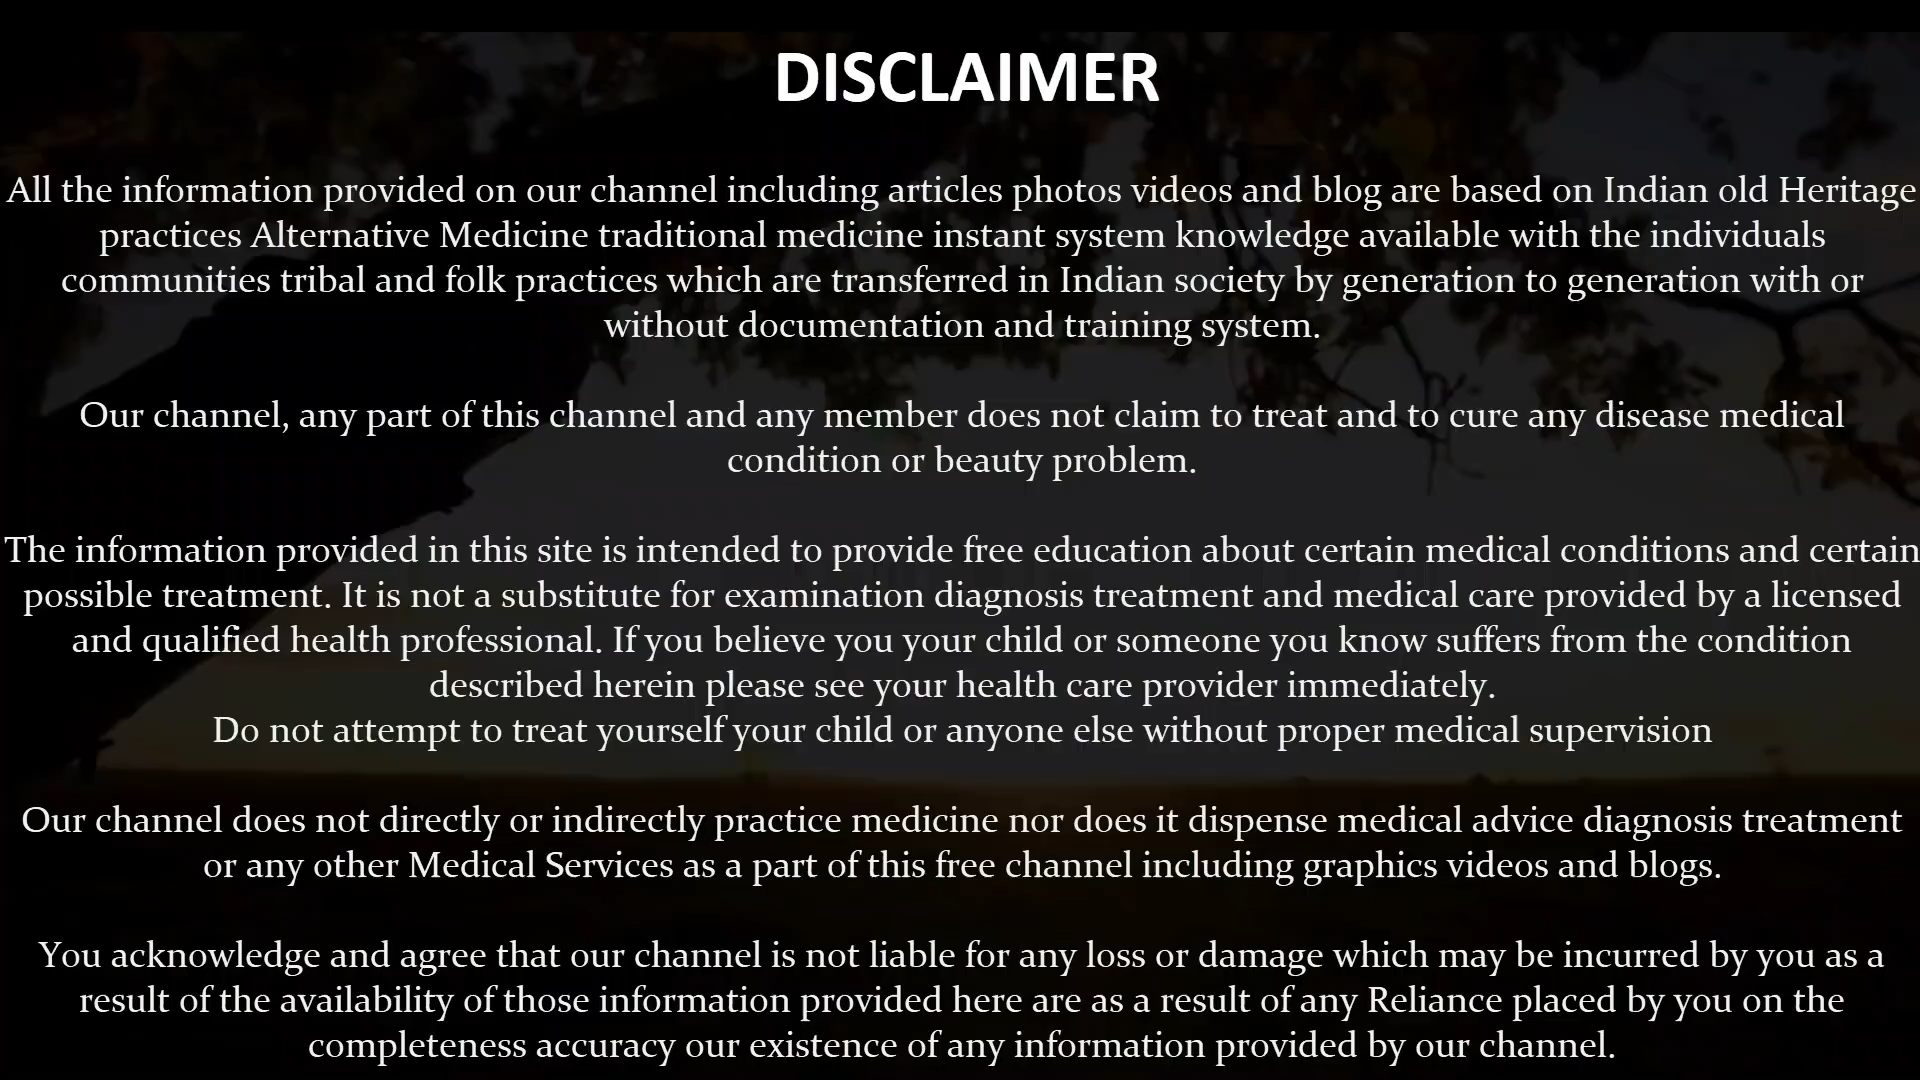 DISCLAIMER
All the information provided on our channel including articles photos videos and blog are based on Indian old Heritage
practices Alternative Medicine traditional medicine instant system knowledge available with the individuals
communities tribal and folk practices which are transferred in Indian society by generation to generation with or
without documentation and training system.
Our channel, any part of this channel and any member does not claim to treat and to cure any disease medical
condition or beauty problem.
The information provided in this site is intended to provide free education about certain medical conditions and certain
possible treatment. It is not a substitute for examination diagnosis treatment and medical care provided by a licensed
and qualified health professional. If you believe you your child or someone you know suffers from the condition
described herein please see your health care provider immediately.
Do not attempt to treat yourself your child or anyone else without proper medical supervision
Our channel does not directly or indirectly practice medicine nor does it dispense medical advice diagnosis treatment
or any other Medical Services as a part of this free channel including graphics videos and blogs.
You acknowledge and agree that our channel is not liable for any loss or damage which may be incurred by you as a
result of the availability of those information provided here are as a result of any Reliance placed by you on the
completeness accuracy our existence of any information provided by our channel.